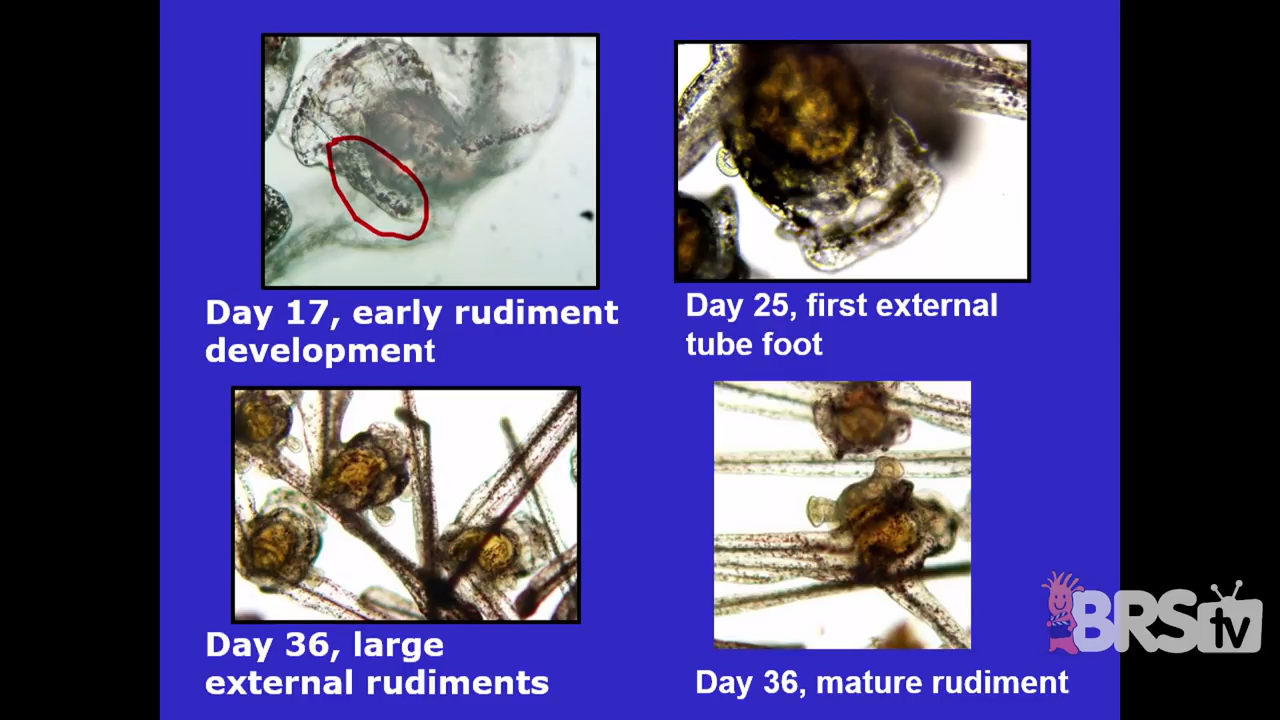 Day 17, early rudiment
development
Day 25, first external
tube foot
Day 36, large
external rudiments
Day 36, mature rudiment
BRStv